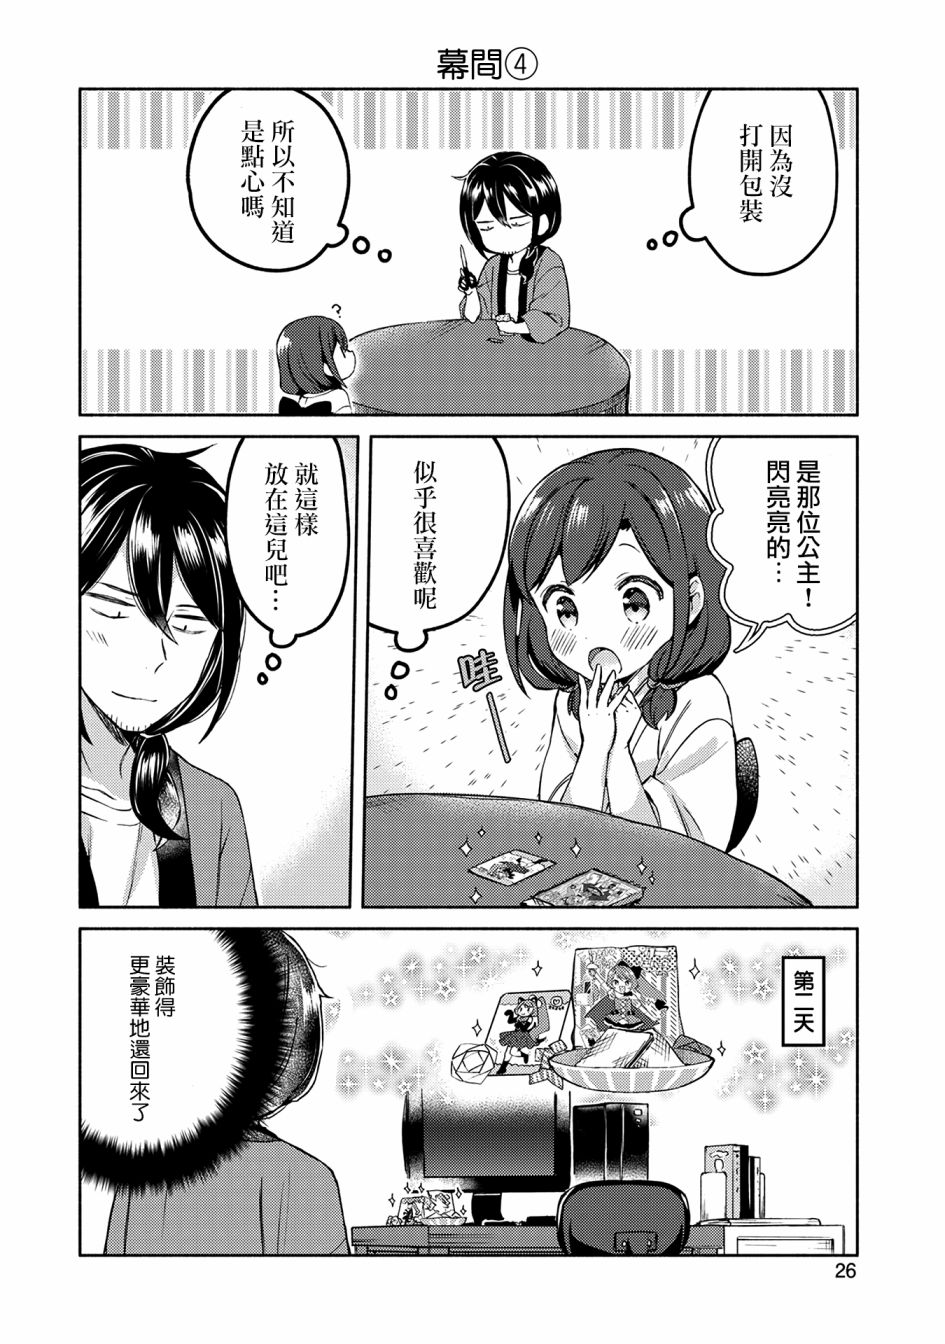 幕間④
因為沒
打開包裝
所以不知道
是點心嗎
?
是那位公主！
閃亮亮的…
似乎很喜歡呢
哇—
就這樣
放在這兒吧…
第二天
裝飾得
更豪華地還回來了
26